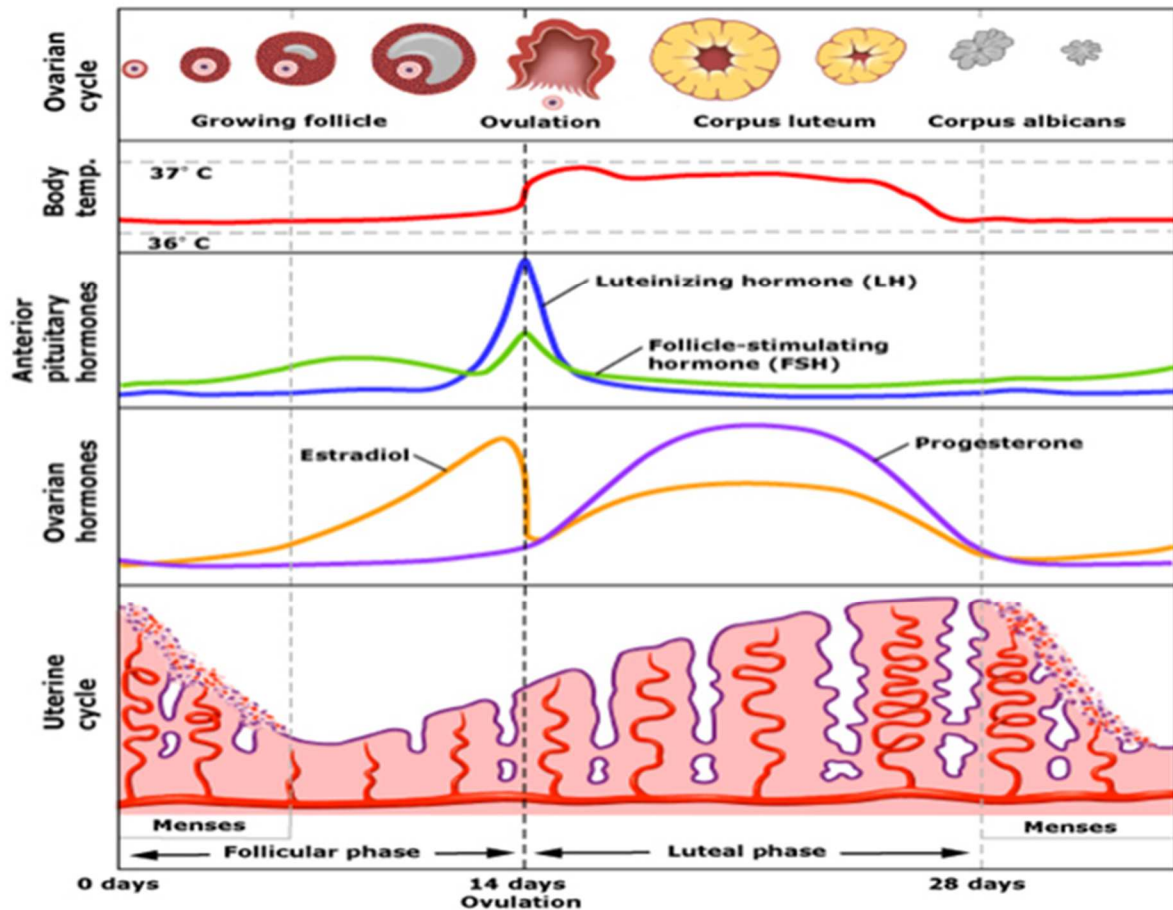 Ovarian
cycle
Growing follicle
Ovulation
Corpus luteum
Corpus albicans
Body
temp.
37° C
36° C
Anterior
pituitary
hormones
Luteinizing hormone (LH)
Follicle-stimulating
hormone (FSH)
Ovarian
hormones
Estradiol
Progesterone
Uterine
cycle
Menses
Menses
Follicular phase
Luteal phase
0 days
14 days
Ovulation
28 days